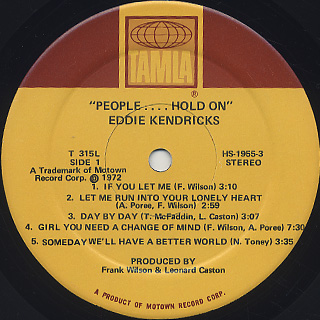 TAMLA
®
"PEOPLE....HOLD ON"
EDDIE KENDRICKS
T 315L HS-1955-3
SIDE 1 STEREO
A Trademark of Motown
Record Corp. ℗ 1972
1. IF YOU LET ME (F. Wilson) 3:10
2. LET ME RUN INTO YOUR LONELY HEART
(A. Poree, F. Wilson) 2:59
3. DAY BY DAY (T. McFaddin, L. Caston) 3:07
4. GIRL YOU NEED A CHANGE OF MIND (F. Wilson, A. Poree) 7:30
5. SOMEDAY WE'LL HAVE A BETTER WORLD (N. Toney) 3:35
PRODUCED BY
Frank Wilson & Leonard Caston
A PRODUCT OF MOTOWN RECORD CORP.